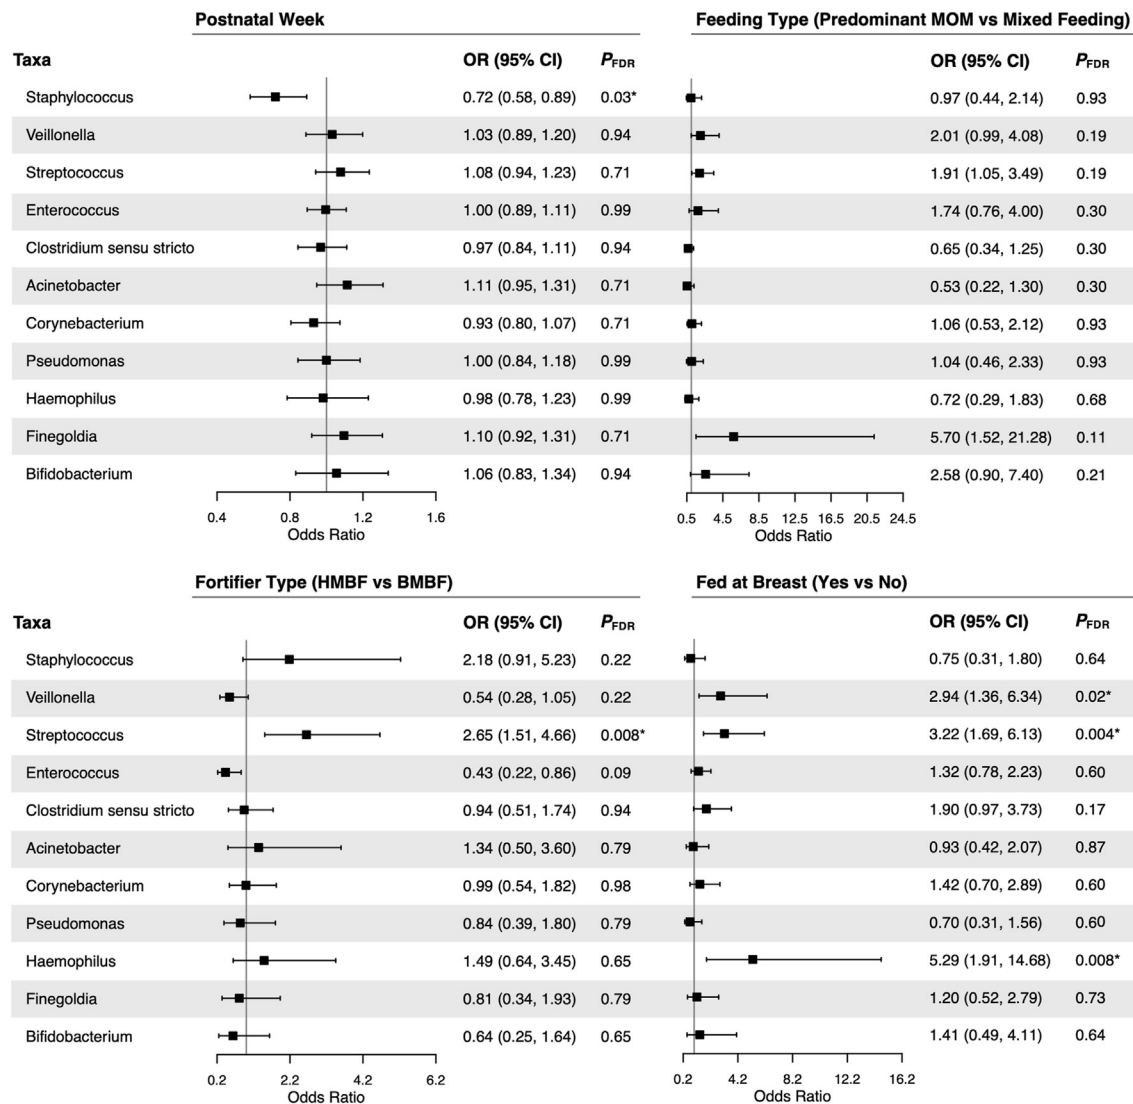 Postnatal Week Feeding Type (Predominant MOM vs Mixed Feeding)
Taxa OR (95% CI) PFDR OR (95% CI) PFDR
Staphylococcus 0.72 (0.58, 0.89) 0.03* 0.97 (0.44, 2.14) 0.93
Veillonella 1.03 (0.89, 1.20) 0.94 2.01 (0.99, 4.08) 0.19
Streptococcus 1.08 (0.94, 1.23) 0.71 1.91 (1.05, 3.49) 0.19
Enterococcus 1.00 (0.89, 1.11) 0.99 1.74 (0.76, 4.00) 0.30
Clostridium sensu stricto 0.97 (0.84, 1.11) 0.94 0.65 (0.34, 1.25) 0.30
Acinetobacter 1.11 (0.95, 1.31) 0.71 0.53 (0.22, 1.30) 0.30
Corynebacterium 0.93 (0.80, 1.07) 0.71 1.06 (0.53, 2.12) 0.93
Pseudomonas 1.00 (0.84, 1.18) 0.99 1.04 (0.46, 2.33) 0.93
Haemophilus 0.98 (0.78, 1.23) 0.99 0.72 (0.29, 1.83) 0.68
Finegoldia 1.10 (0.92, 1.31) 0.71 5.70 (1.52, 21.28) 0.11
Bifidobacterium 1.06 (0.83, 1.34) 0.94 2.58 (0.90, 7.40) 0.21
0.4 0.8 1.2 1.6 0.5 4.5 8.5 12.5 16.5 20.5 24.5
Odds Ratio Odds Ratio
Fortifier Type (HMBF vs BMBF) Fed at Breast (Yes vs No)
Taxa OR (95% CI) PFDR OR (95% CI) PFDR
Staphylococcus 2.18 (0.91, 5.23) 0.22 0.75 (0.31, 1.80) 0.64
Veillonella 0.54 (0.28, 1.05) 0.22 2.94 (1.36, 6.34) 0.02*
Streptococcus 2.65 (1.51, 4.66) 0.008* 3.22 (1.69, 6.13) 0.004*
Enterococcus 0.43 (0.22, 0.86) 0.09 1.32 (0.78, 2.23) 0.60
Clostridium sensu stricto 0.94 (0.51, 1.74) 0.94 1.90 (0.97, 3.73) 0.17
Acinetobacter 1.34 (0.50, 3.60) 0.79 0.93 (0.42, 2.07) 0.87
Corynebacterium 0.99 (0.54, 1.82) 0.98 1.42 (0.70, 2.89) 0.60
Pseudomonas 0.84 (0.39, 1.80) 0.79 0.70 (0.31, 1.56) 0.60
Haemophilus 1.49 (0.64, 3.45) 0.65 5.29 (1.91, 14.68) 0.008*
Finegoldia 0.81 (0.34, 1.93) 0.79 1.20 (0.52, 2.79) 0.73
Bifidobacterium 0.64 (0.25, 1.64) 0.65 1.41 (0.49, 4.11) 0.64
0.2 2.2 4.2 6.2 0.2 4.2 8.2 12.2 16.2
Odds Ratio Odds Ratio